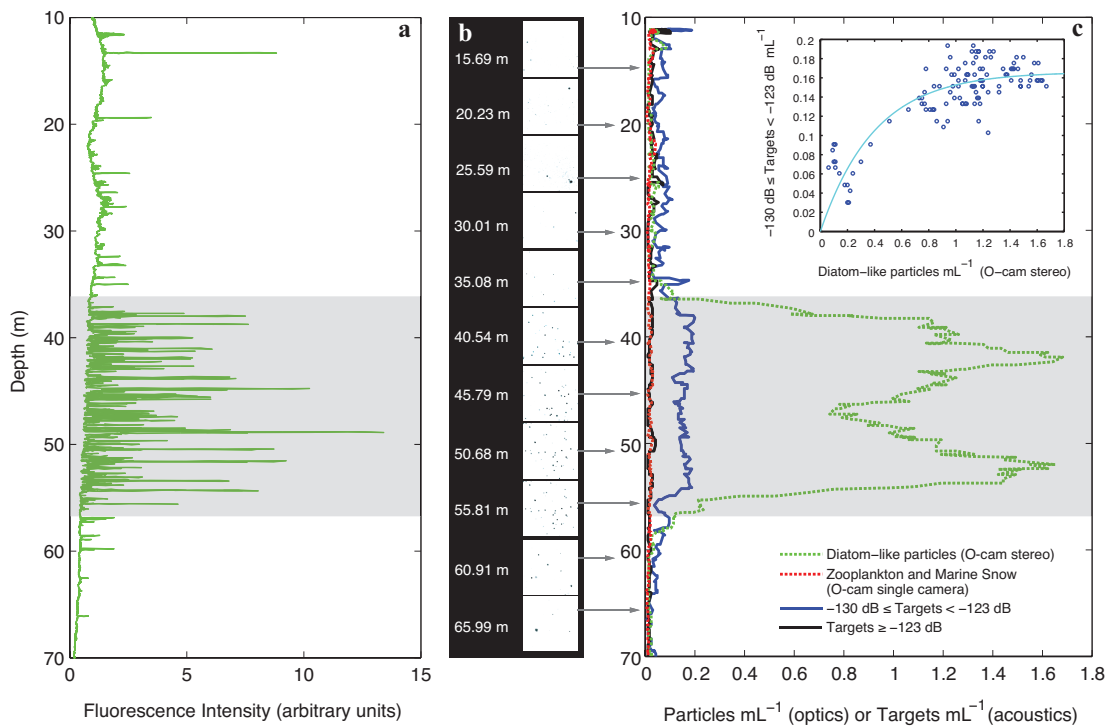 a
10
20
30
40
50
60
70
Depth (m)
0
5
10
15
Fluorescence Intensity (arbitrary units)
b
15.69 m
20.23 m
25.59 m
30.01 m
35.08 m
40.54 m
45.79 m
50.68 m
55.81 m
60.91 m
65.99 m
c
10
20
30
40
50
60
70
0
0.2
0.4
0.6
0.8
1
1.2
1.4
1.6
1.8
Particles mL⁻¹ (optics) or Targets mL⁻¹ (acoustics)
−130 dB ≤ Targets < −123 dB mL⁻¹
0.2
0.16
0.14
0.12
0.1
0.08
0.06
0.04
0.02
0
0
0.2
0.4
0.6
0.8
1.0
1.2
1.4
1.6
1.8
Diatom−like particles mL⁻¹ (O−cam stereo)
Diatom−like particles (O−cam stereo)
Zooplankton and Marine Snow
(O−cam single camera)
−130 dB ≤ Targets < −123 dB
Targets ≥ −123 dB